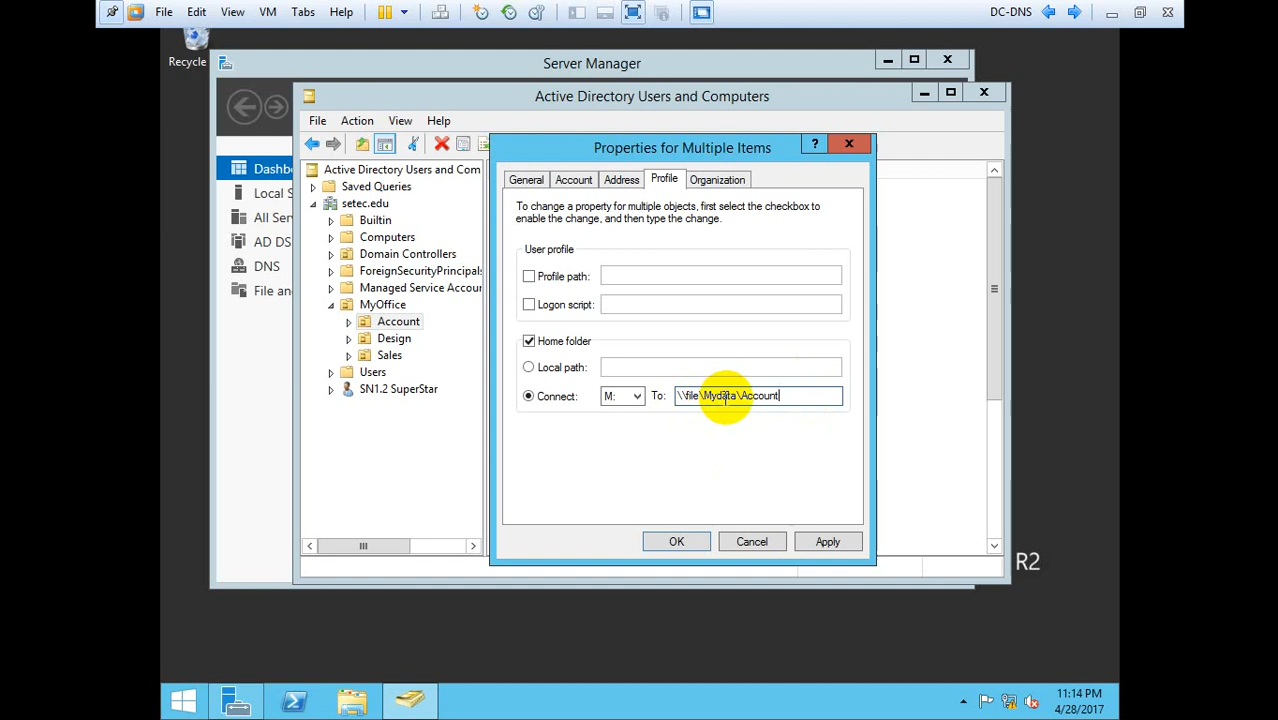 File Edit View VM Tabs Help DC-DNS
Recycle
Server Manager
Active Directory Users and Computers
File Action View Help
Dashbo
Local S
All Serv
AD DS
DNS
File an
Active Directory Users and Com
Saved Queries
setec.edu
Builtin
Computers
Domain Controllers
ForeignSecurityPrincipals
Managed Service Accour
MyOffice
Account
Design
Sales
Users
SN1.2 SuperStar
Properties for Multiple Items
General Account Address Profile Organization
To change a property for multiple objects, first select the checkbox to
enable the change, and then type the change.
User profile
Profile path:
Logon script:
Home folder
Local path:
Connect: M: To: \\file\Mydata\Account
OK Cancel Apply
R2
11:14 PM
4/28/2017